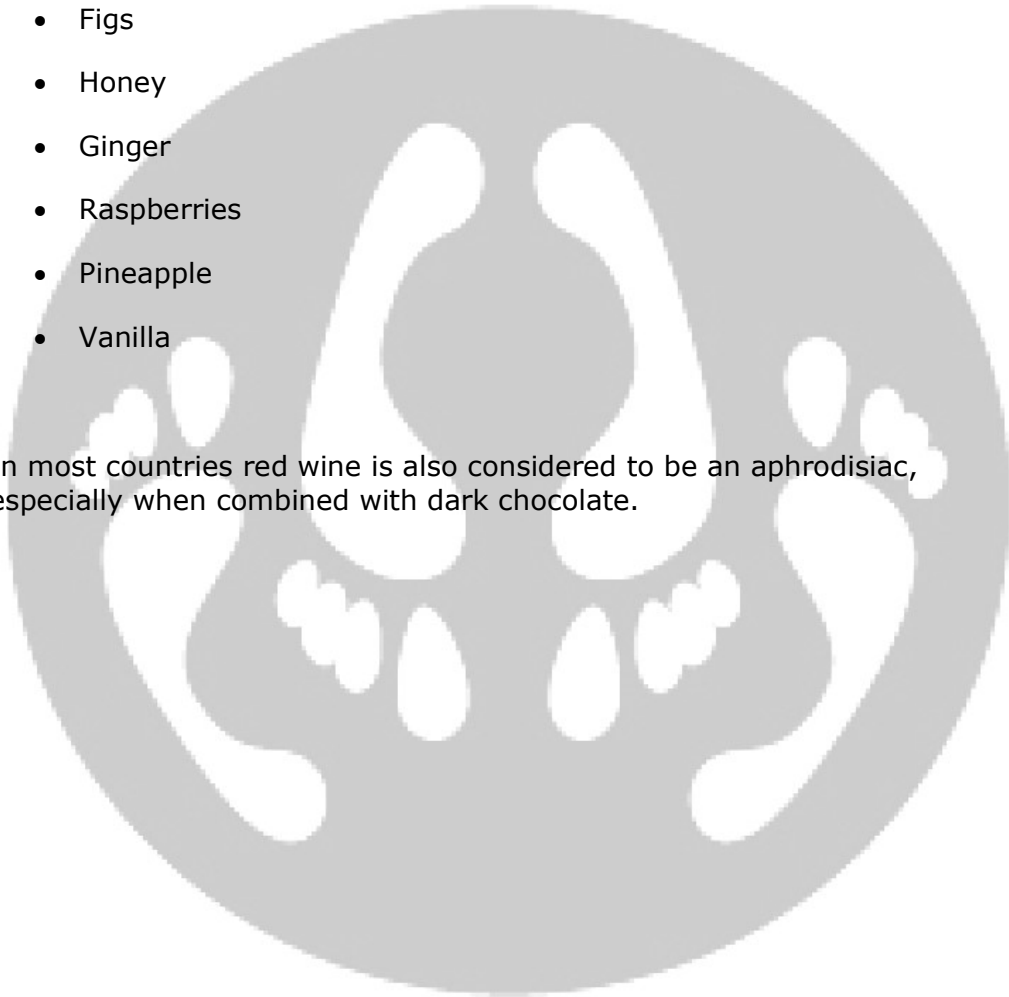 • Figs
• Honey
• Ginger
• Raspberries
• Pineapple
• Vanilla
n most countries red wine is also considered to be an aphrodisiac,
especially when combined with dark chocolate.